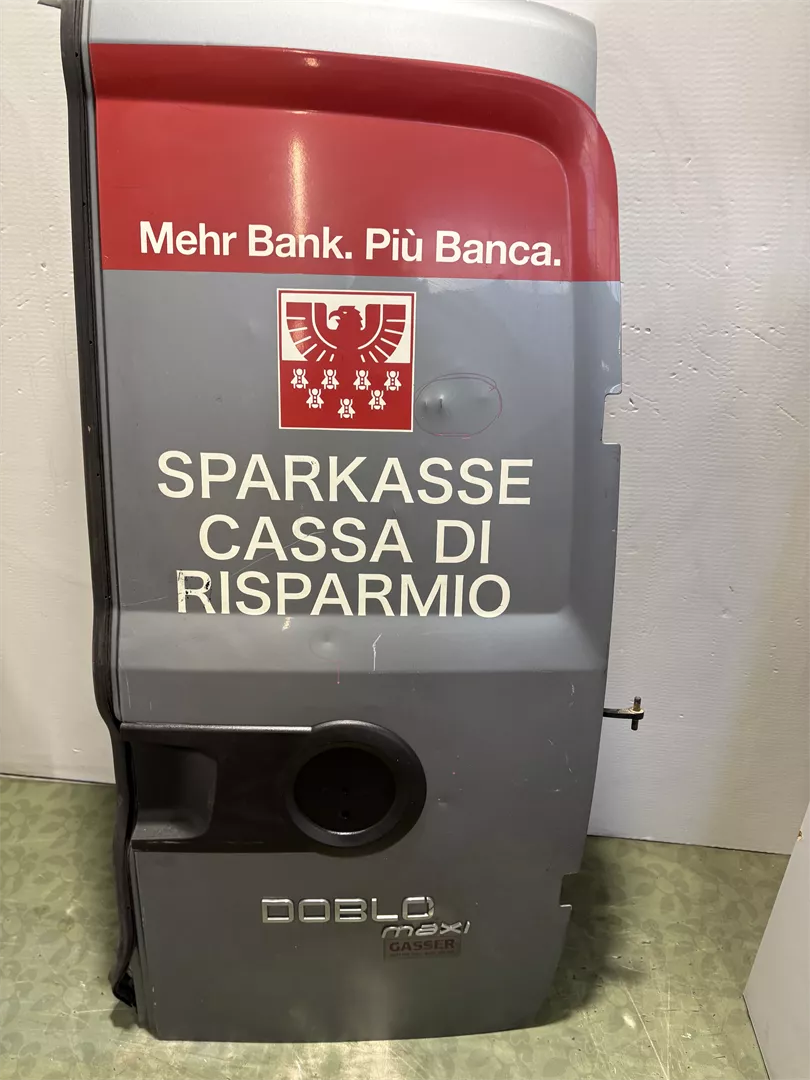 Mehr Bank. Più Banca.
SPARKASSE
CASSA DI
RISPARMIO
DOBLO
maxi
GASSER